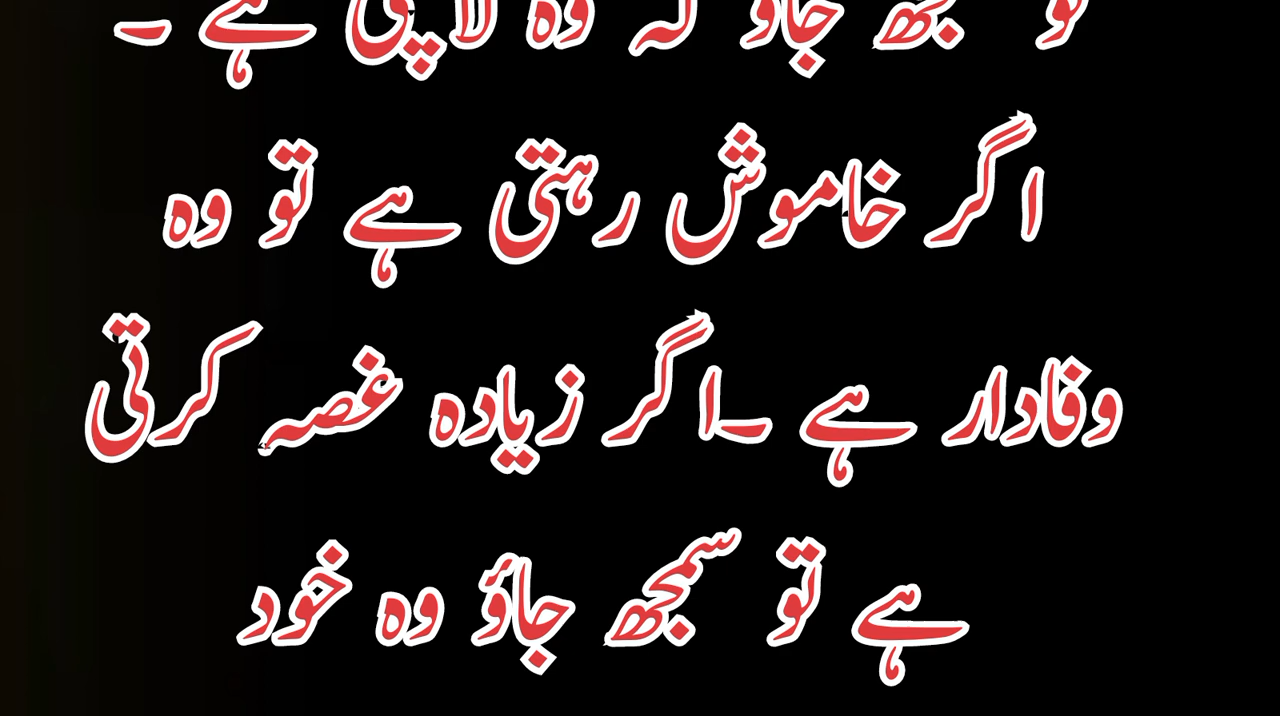 تو سمجھ جاؤ کہ وہ لالچی ہے ۔
اگر خاموش رہتی ہے تو وہ
وفادار ہے ۔اگر زیادہ غصہ کرتی
ہے تو سمجھ جاؤ وہ خود